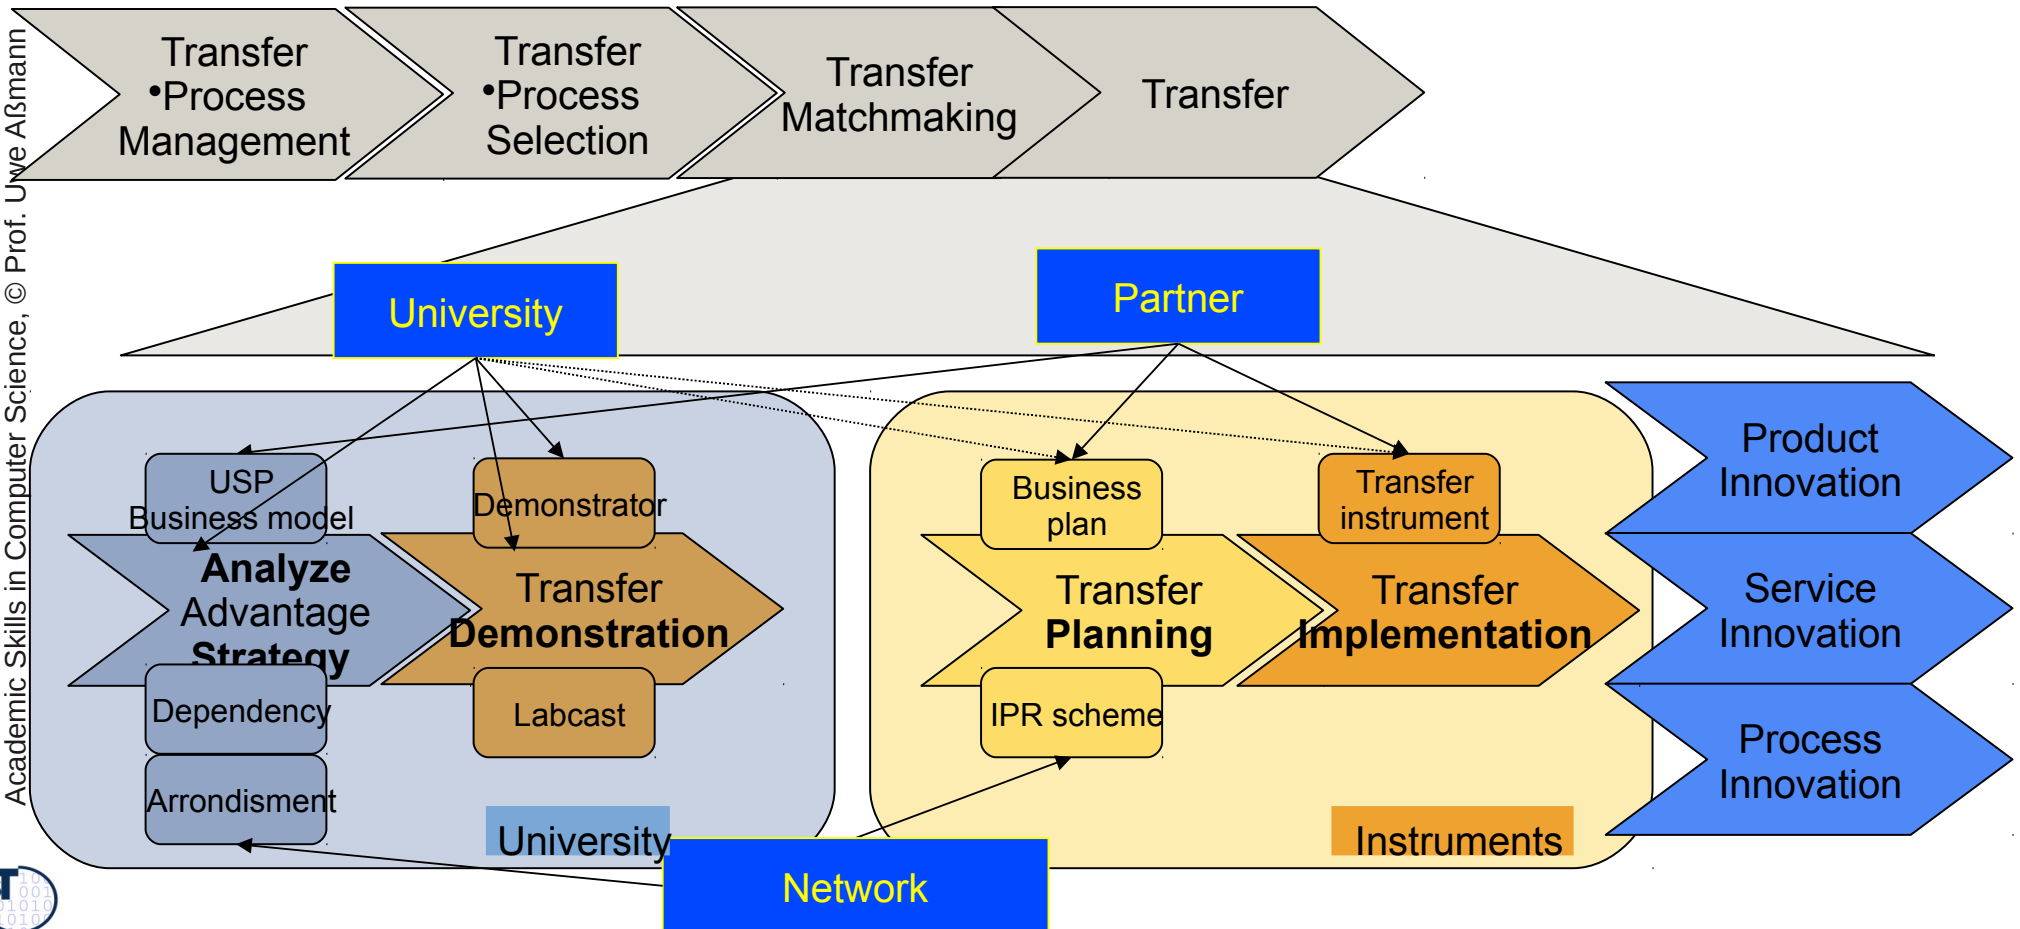 Academic Skills in Computer Science, © Prof. Uwe Aßmann
Transfer
•Process
Management
Transfer
•Process
Selection
Transfer
Matchmaking
Transfer
University
Partner
USP
Business model
Demonstrator
Business
plan
Transfer
instrument
Analyze
Advantage
Strategy
Transfer
Demonstration
Transfer
Planning
Transfer
Implementation
Dependency
Labcast
IPR scheme
Arrondisment
University
Instruments
Network
Product
Innovation
Service
Innovation
Process
Innovation